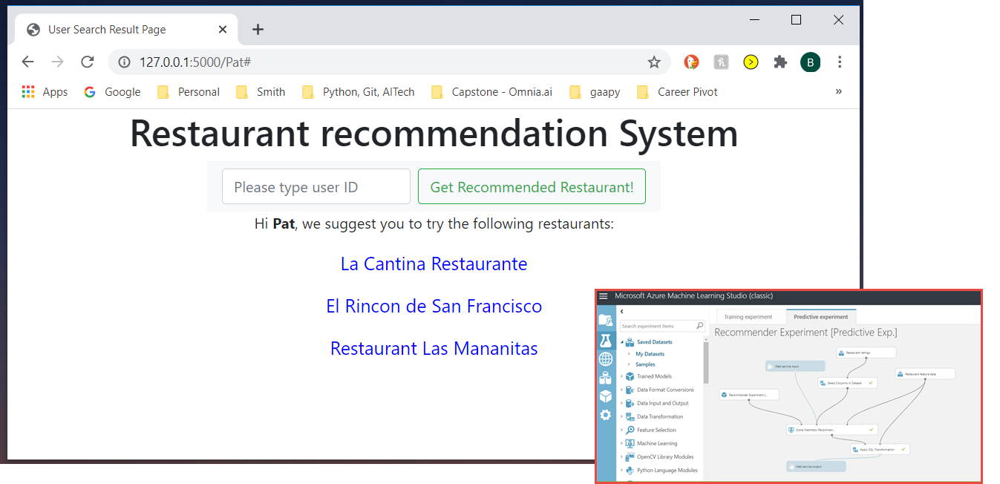 User Search Result Page
127.0.0.1:5000/Pat#
B
Apps Google Personal Smith Python, Git, AITech Capstone - Omnia.ai gaapy Career Pivot »
Restaurant recommendation System
Please type user ID Get Recommended Restaurant!
Hi Pat, we suggest you to try the following restaurants:
La Cantina Restaurante
El Rincon de San Francisco
Restaurant Las Mananitas
Microsoft Azure Machine Learning Studio (classic)
Search experiment items
Saved Datasets
My Datasets
Samples
Trained Models
Data Format Conversions
Data Input and Output
Data Transformation
Feature Selection
Machine Learning
OpenCV Library Modules
Python Language Modules
Training experiment Predictive experiment
Recommender Experiment [Predictive Exp.]
Restaurant ratings
Web service input
Restaurant feature data
Select Columns in Dataset
Recommender Experiment [...
Score Matchbox Recommen...
Apply SQL Transformation
Web service output